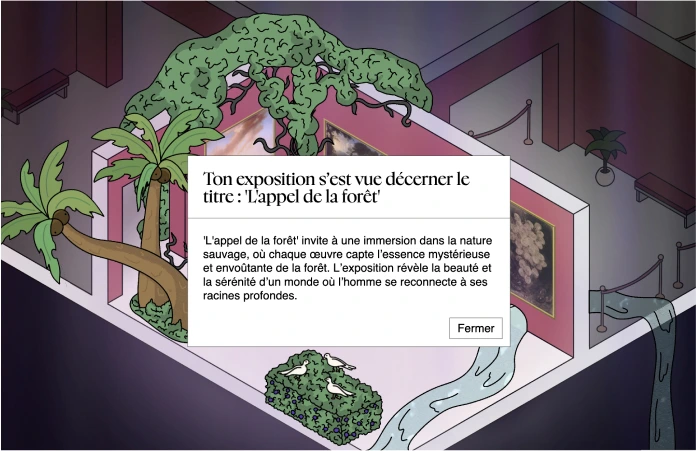 Ton exposition s’est vue décerner le
titre : 'L'appel de la forêt'
'L'appel de la forêt' invite à une immersion dans la nature
sauvage, où chaque œuvre capte l'essence mystérieuse
et envoûtante de la forêt. L'exposition révèle la beauté et
la sérénité d'un monde où l'homme se reconnecte à ses
racines profondes.
Fermer